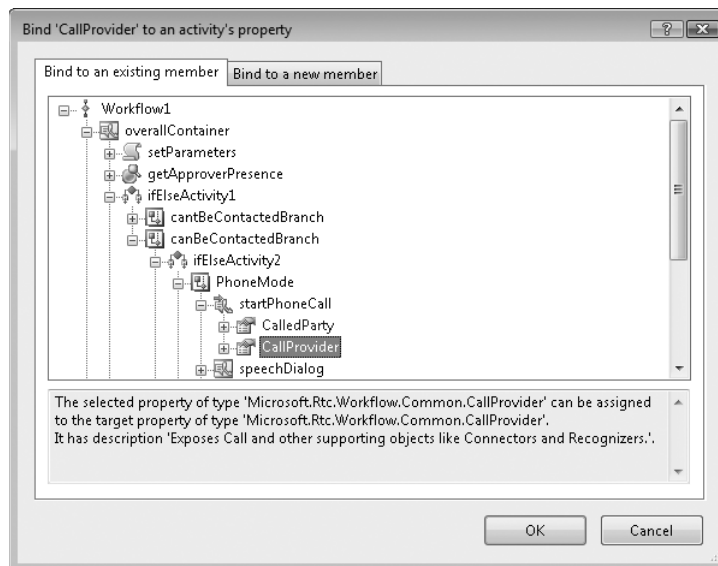 Bind 'CallProvider' to an activity's property
Bind to an existing member
Bind to a new member
Workflow1
overallContainer
setParameters
getApproverPresence
ifElseActivity1
cantBeContactedBranch
canBeContactedBranch
ifElseActivity2
PhoneMode
startPhoneCall
CalledParty
CallProvider
speechDialog
The selected property of type 'Microsoft.Rtc.Workflow.Common.CallProvider' can be assigned
to the target property of type 'Microsoft.Rtc.Workflow.Common.CallProvider'.
It has description 'Exposes Call and other supporting objects like Connectors and Recognizers.'.
OK
Cancel